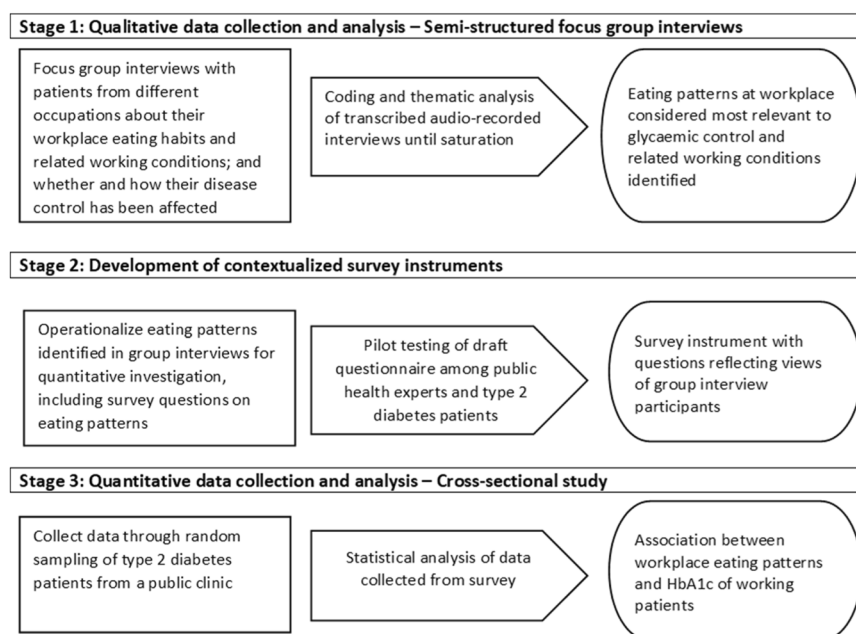 Stage 1: Qualitative data collection and analysis – Semi-structured focus group interviews
Focus group interviews with
patients from different
occupations about their
workplace eating habits and
related working conditions; and
whether and how their disease
control has been affected
Coding and thematic analysis
of transcribed audio-recorded
interviews until saturation
Eating patterns at workplace
considered most relevant to
glycaemic control and
related working conditions
identified
Stage 2: Development of contextualized survey instruments
Operationalize eating patterns
identified in group interviews for
quantitative investigation,
including survey questions on
eating patterns
Pilot testing of draft
questionnaire among public
health experts and type 2
diabetes patients
Survey instrument with
questions reflecting views
of group interview
participants
Stage 3: Quantitative data collection and analysis – Cross-sectional study
Collect data through random
sampling of type 2 diabetes
patients from a public clinic
Statistical analysis of data
collected from survey
Association between
workplace eating patterns
and HbA1c of working
patients